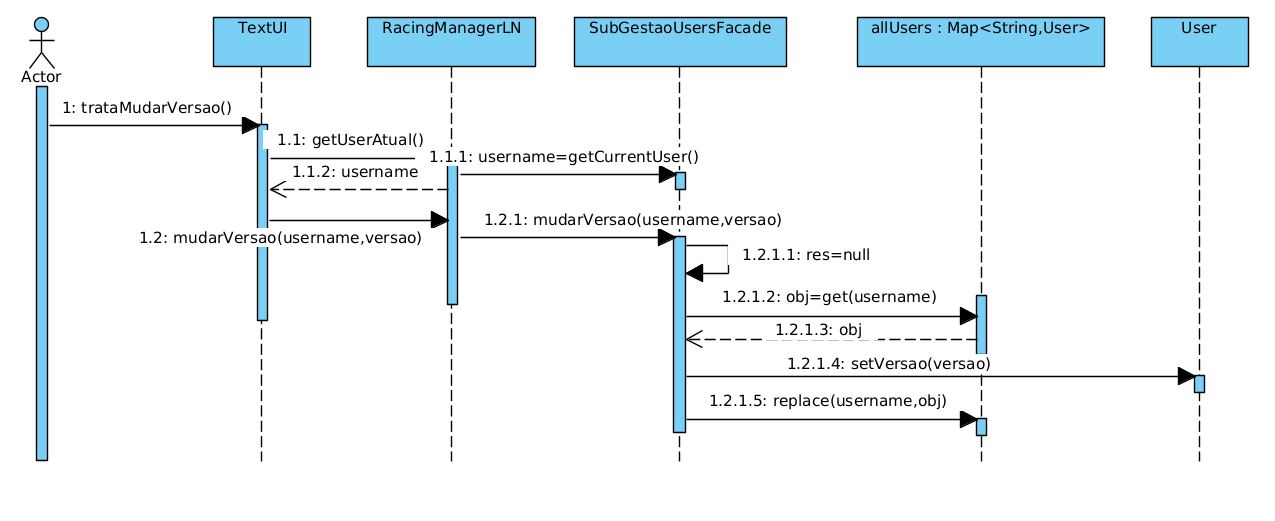 Actor
TextUI
RacingManagerLN
SubGestaoUsersFacade
allUsers : Map<String,User>
User
1: trataMudarVersao()
1.1: getUserAtual()
1.1.1: username=getCurrentUser()
1.1.2: username
1.2: mudarVersao(username,versao)
1.2.1: mudarVersao(username,versao)
1.2.1.1: res=null
1.2.1.2: obj=get(username)
1.2.1.3: obj
1.2.1.4: setVersao(versao)
1.2.1.5: replace(username,obj)